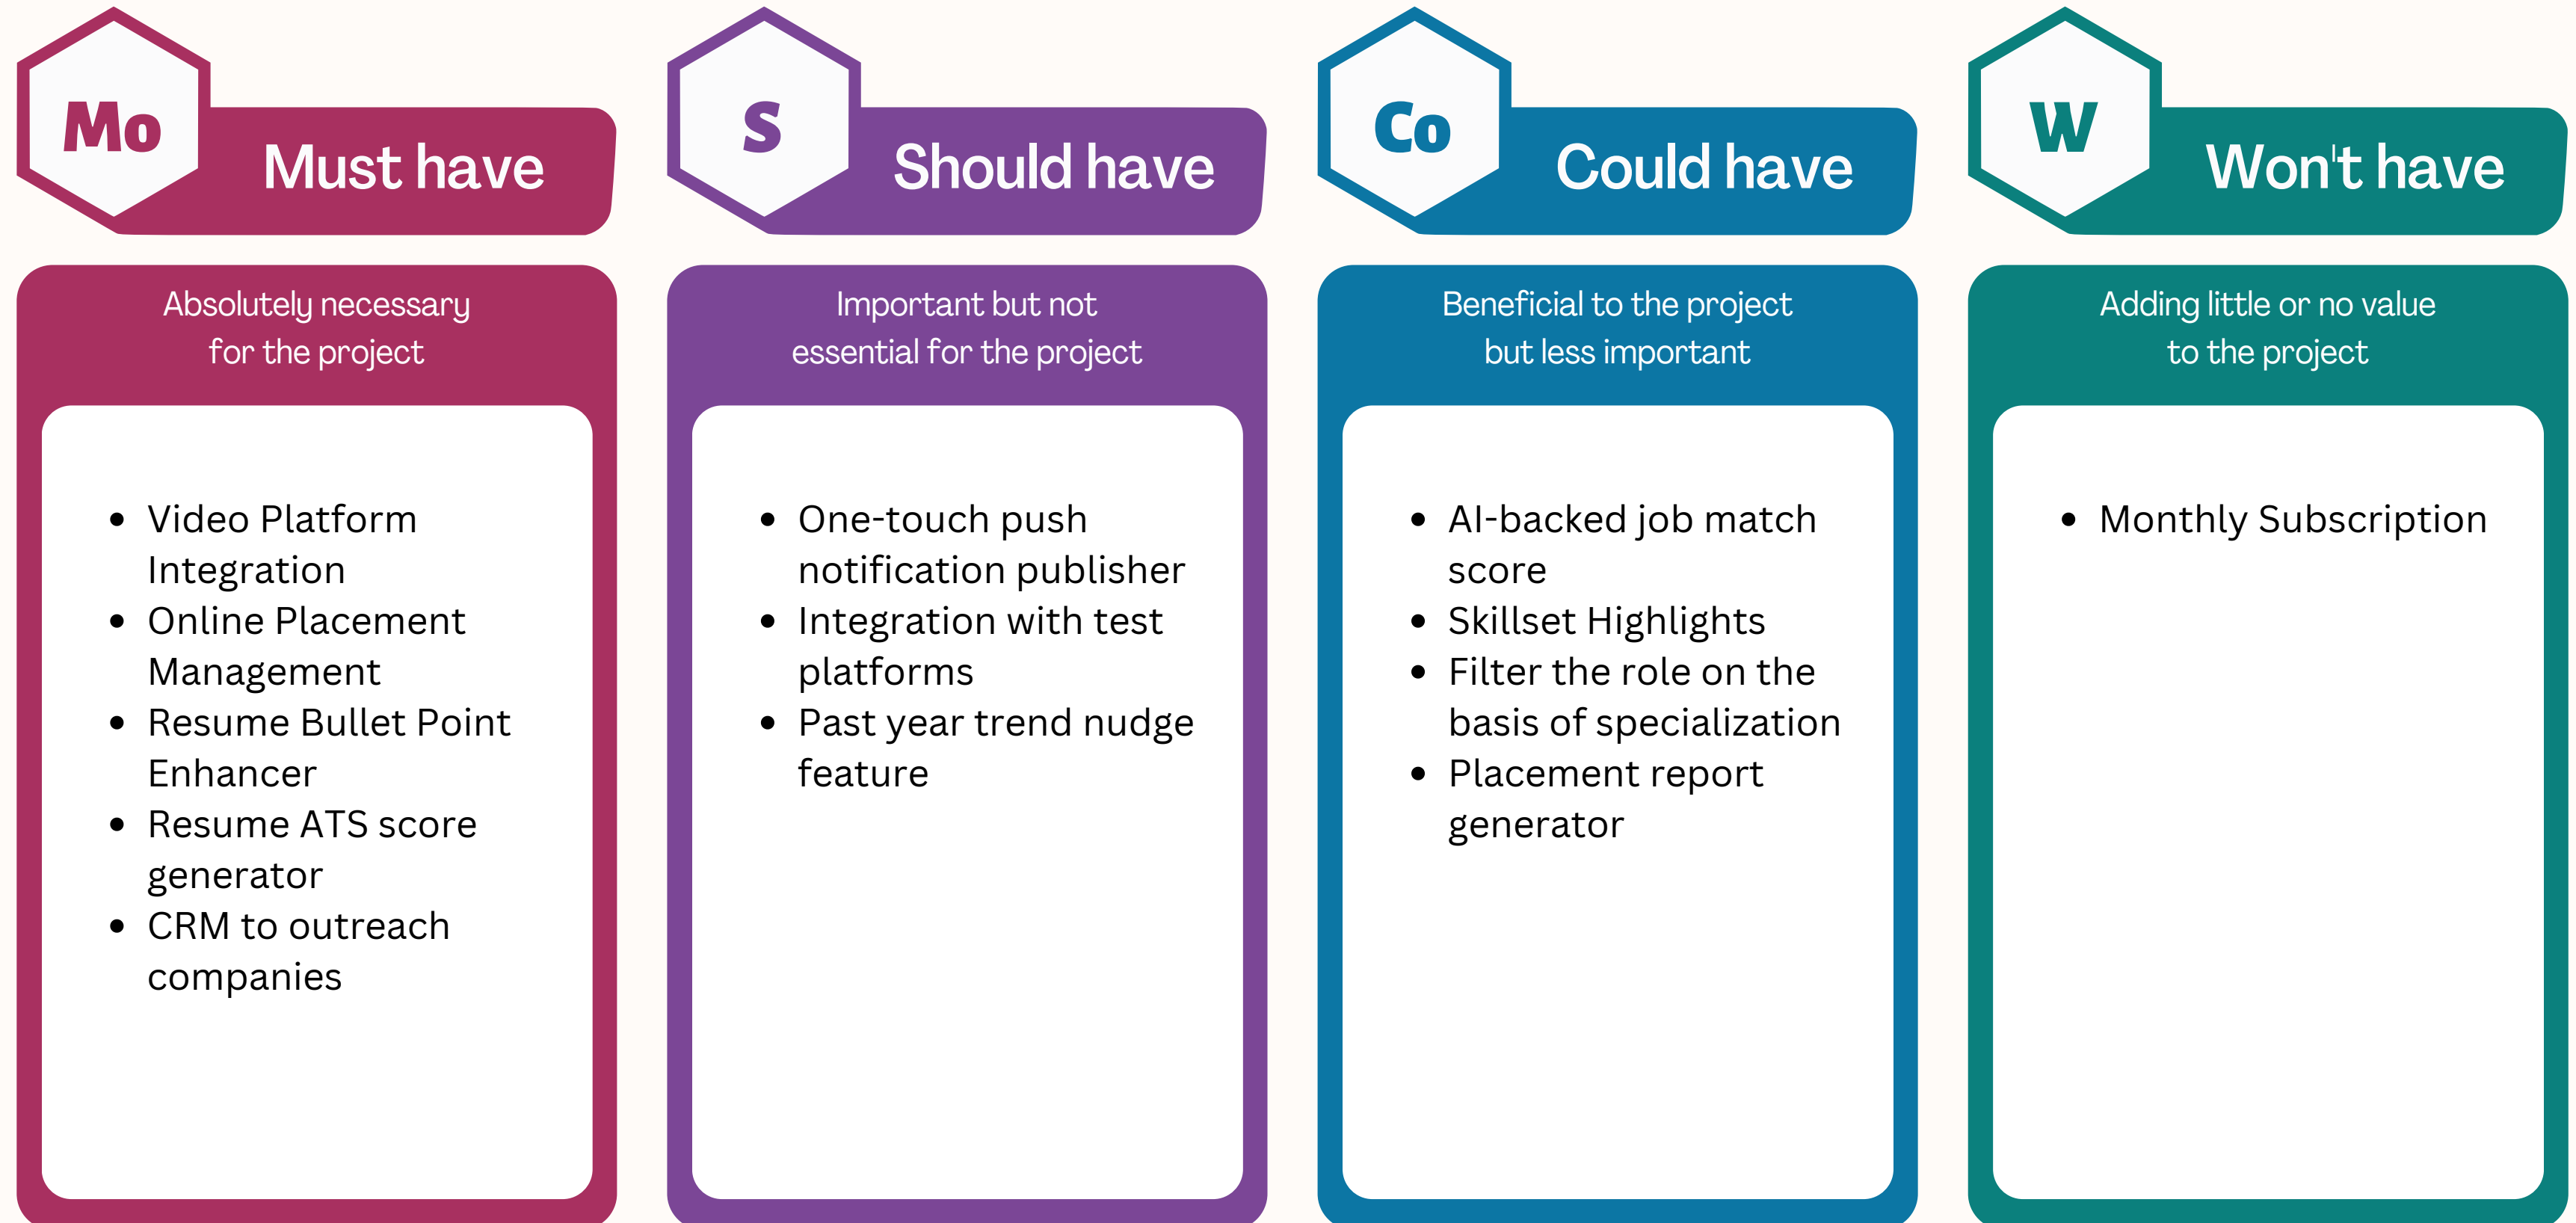 Mo
Must have
Absolutely necessary
for the project
• Video Platform
Integration
• Online Placement
Management
• Resume Bullet Point
Enhancer
• Resume ATS score
generator
• CRM to outreach
companies
S
Should have
Important but not
essential for the project
• One-touch push
notification publisher
• Integration with test
platforms
• Past year trend nudge
feature
Co
Could have
Beneficial to the project
but less important
• AI-backed job match
score
• Skillset Highlights
• Filter the role on the
basis of specialization
• Placement report
generator
W
Won't have
Adding little or no value
to the project
• Monthly Subscription